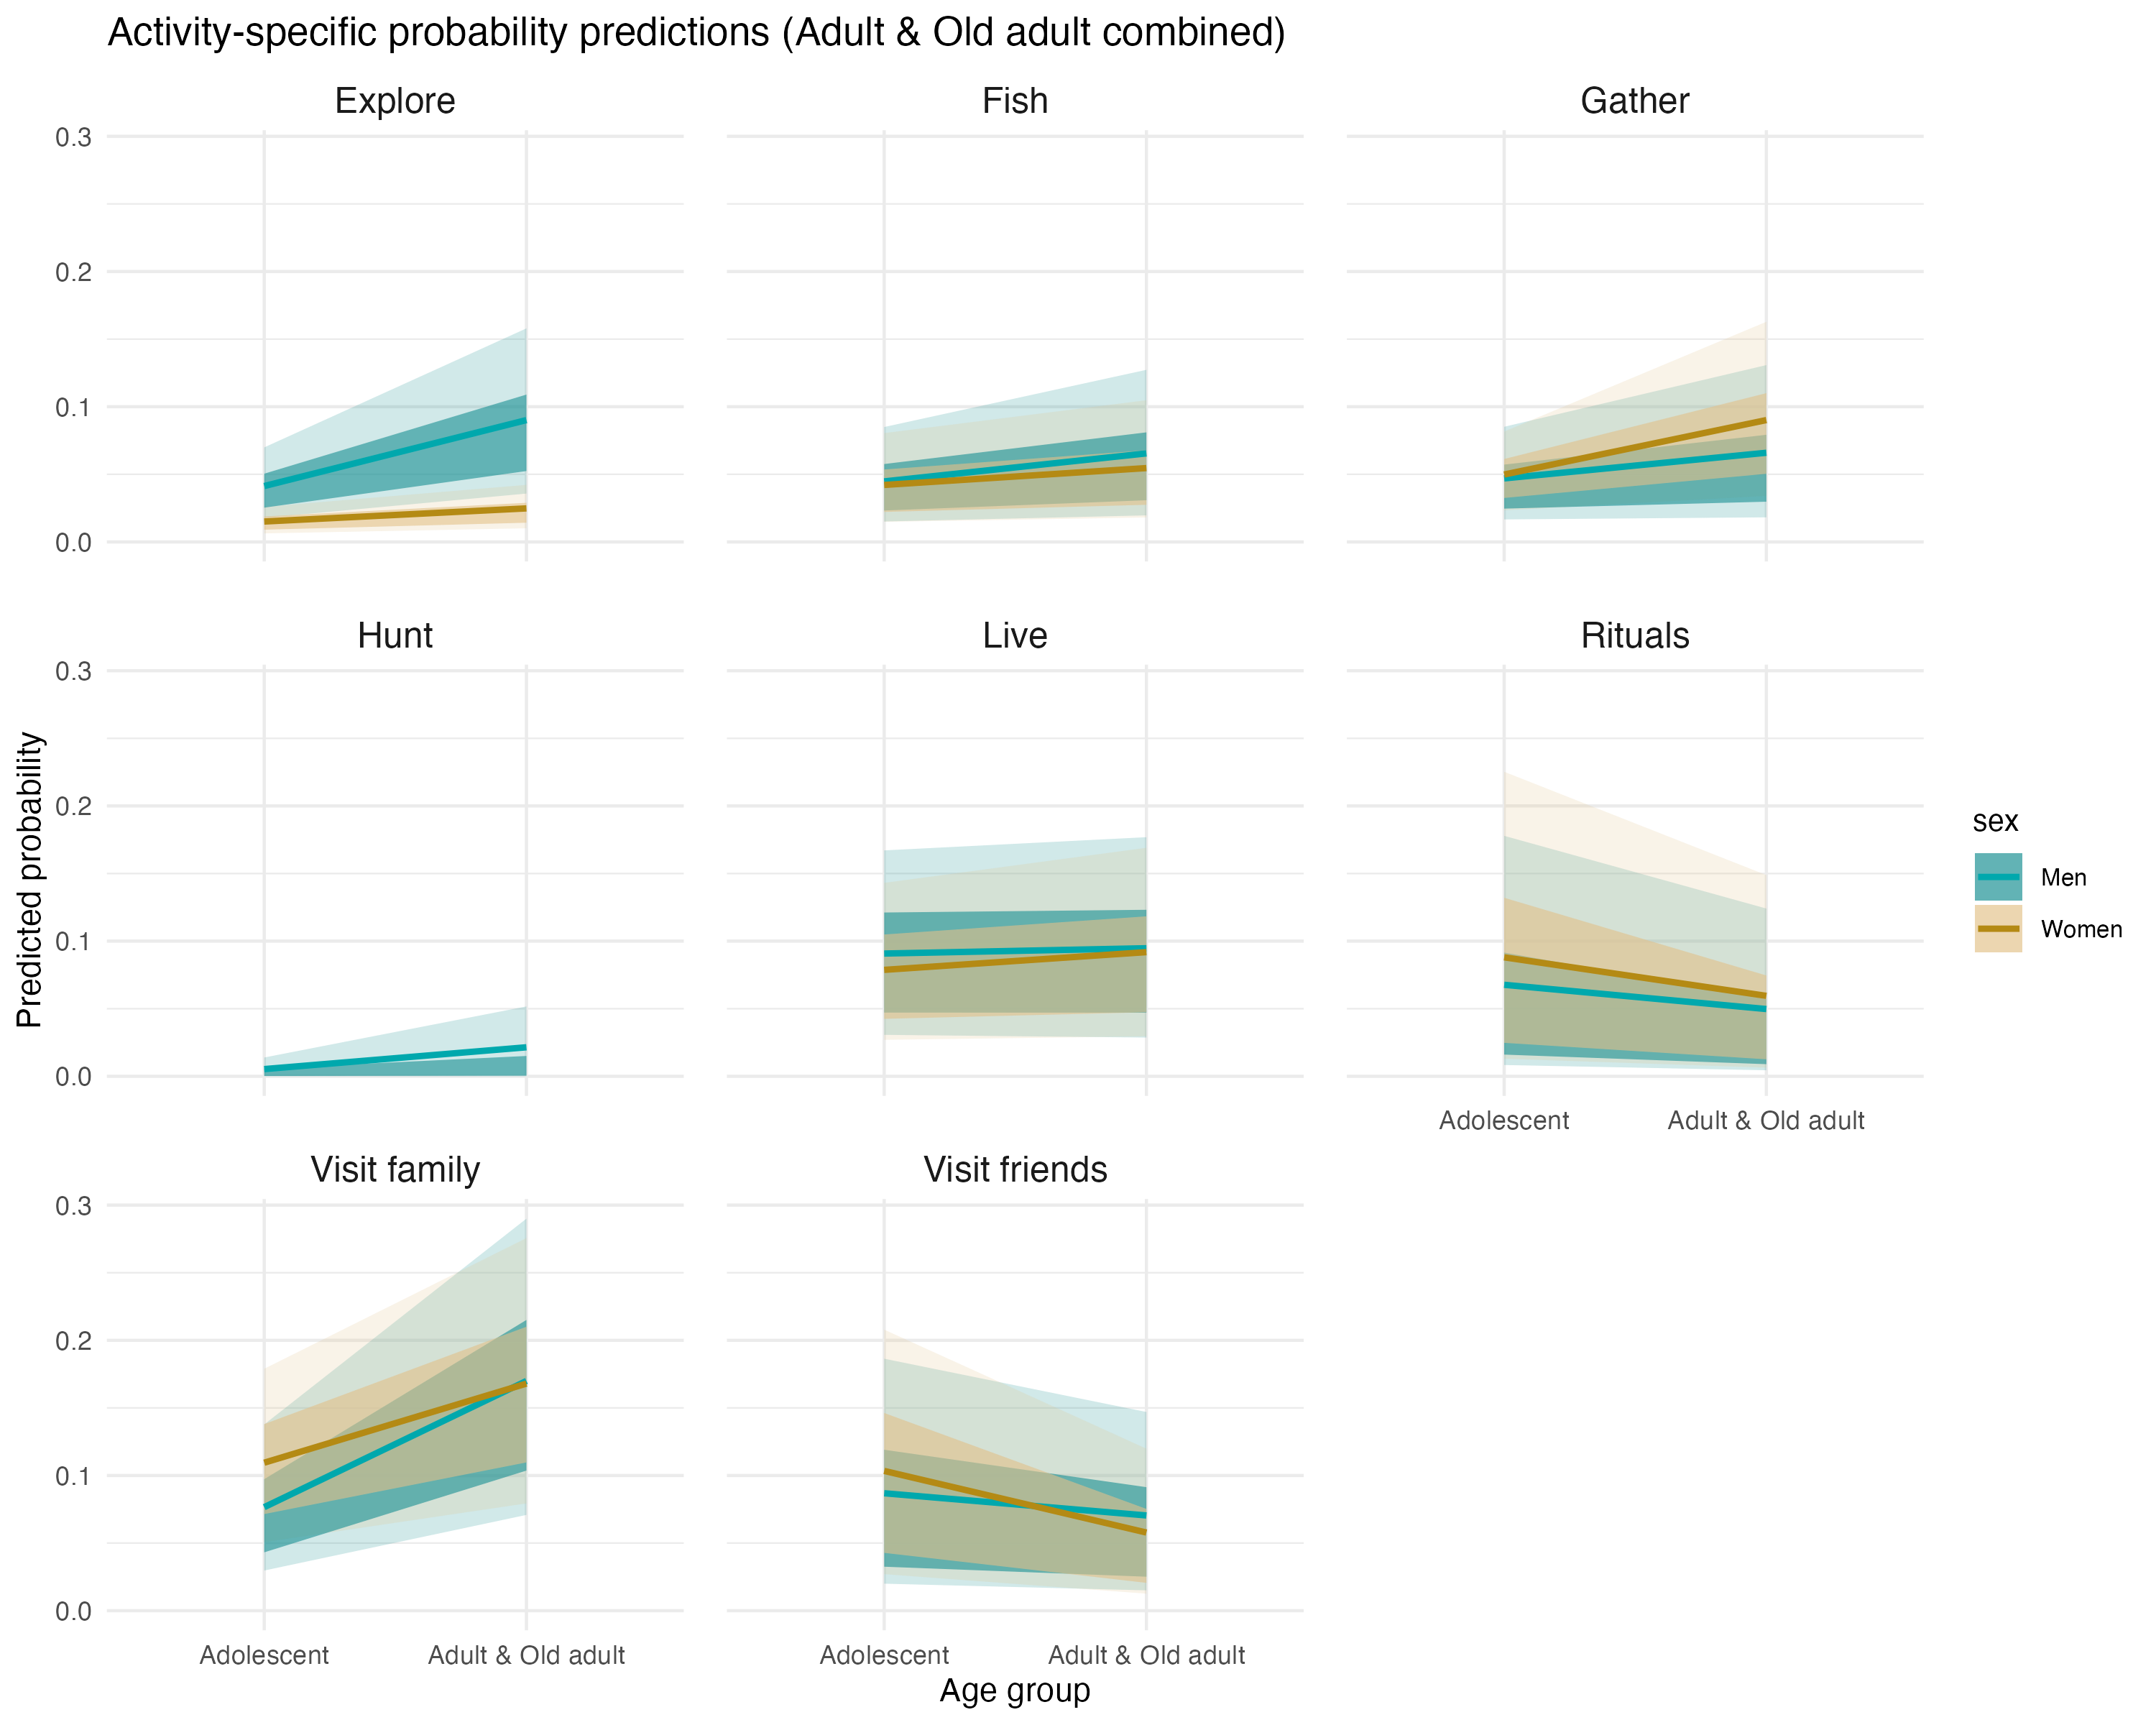 Activity-specific probability predictions (Adult & Old adult combined)
Explore
Fish
Gather
0.3
0.2
0.1
0.0
Hunt
Live
Rituals
0.3
0.2
0.1
0.0
Adolescent
Adult & Old adult
Visit family
Visit friends
0.3
0.2
0.1
0.0
Adolescent
Adult & Old adult
Adolescent
Adult & Old adult
Age group
Predicted probability
sex
Men
Women